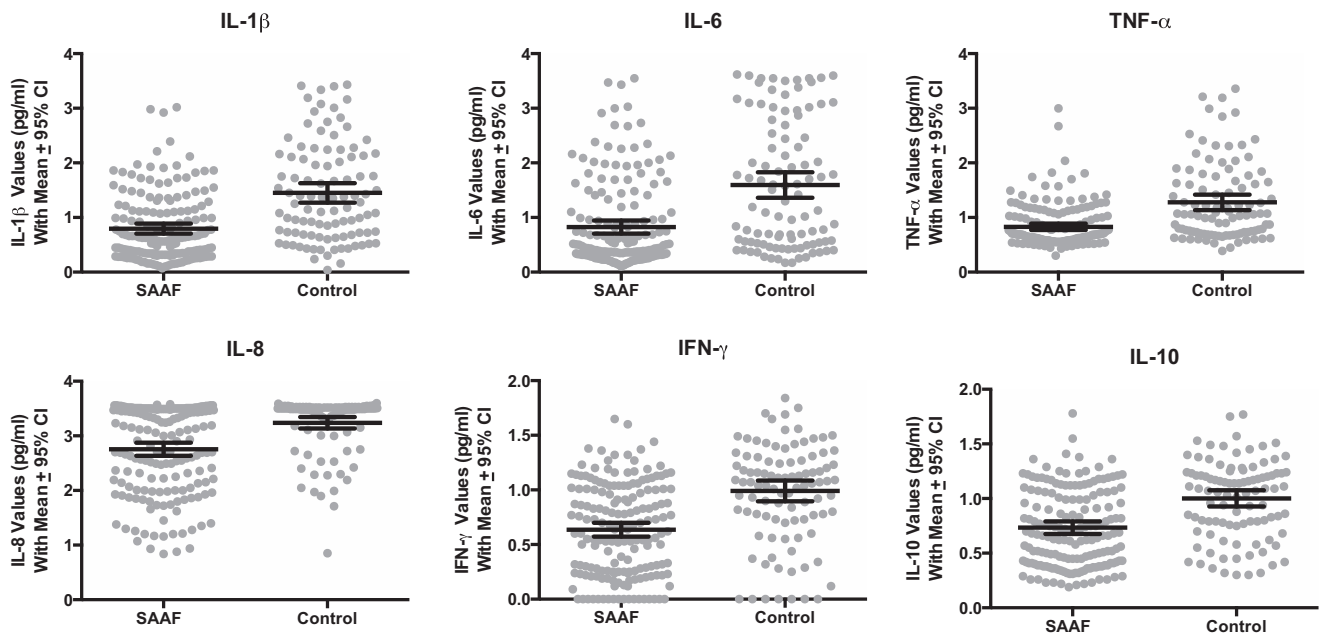 IL-1β
IL-1β Values (pg/ml)
With Mean ± 95% CI
4
3
2
1
0
SAAF Control
IL-6
IL-6 Values (pg/ml)
With Mean ± 95% CI
4
3
2
1
0
SAAF Control
TNF-α
TNF-α Values (pg/ml)
With Mean ± 95% CI
4
3
2
1
0
SAAF Control
IL-8
IL-8 Values (pg/ml)
With Mean ± 95% CI
4
3
2
1
0
SAAF Control
IFN-γ
IFN-γ Values (pg/ml)
With Mean ± 95% CI
2.0
1.5
1.0
0.5
0.0
SAAF Control
IL-10
IL-10 Values (pg/ml)
With Mean ± 95% CI
2.0
1.5
1.0
0.5
0.0
SAAF Control